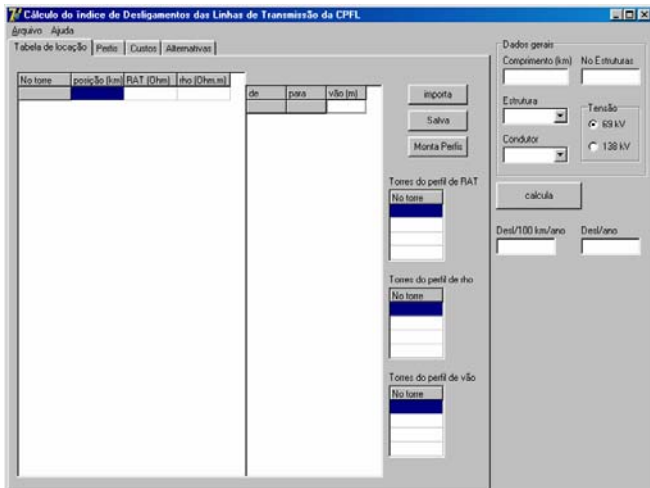 Cálculo do índice de Desligamentos das Linhas de Transmissão da CPFL
Arquivo Ajuda
Tabela de locação Perfis Custos Alternativas
No torre posição (km) RAT (Ohm) rho (Ohm.m)
de para vão (m)
importa
Salva
Monta Perfis
Torres do perfil de RAT
No torre
Torres do perfil de rho
No torre
Torres do perfil de vão
No torre
Dados gerais
Comprimento (km) No Estruturas
Estrutura
Tensão
69 kV
138 kV
Condutor
calcula
Desl/100 km/ano Desl/ano